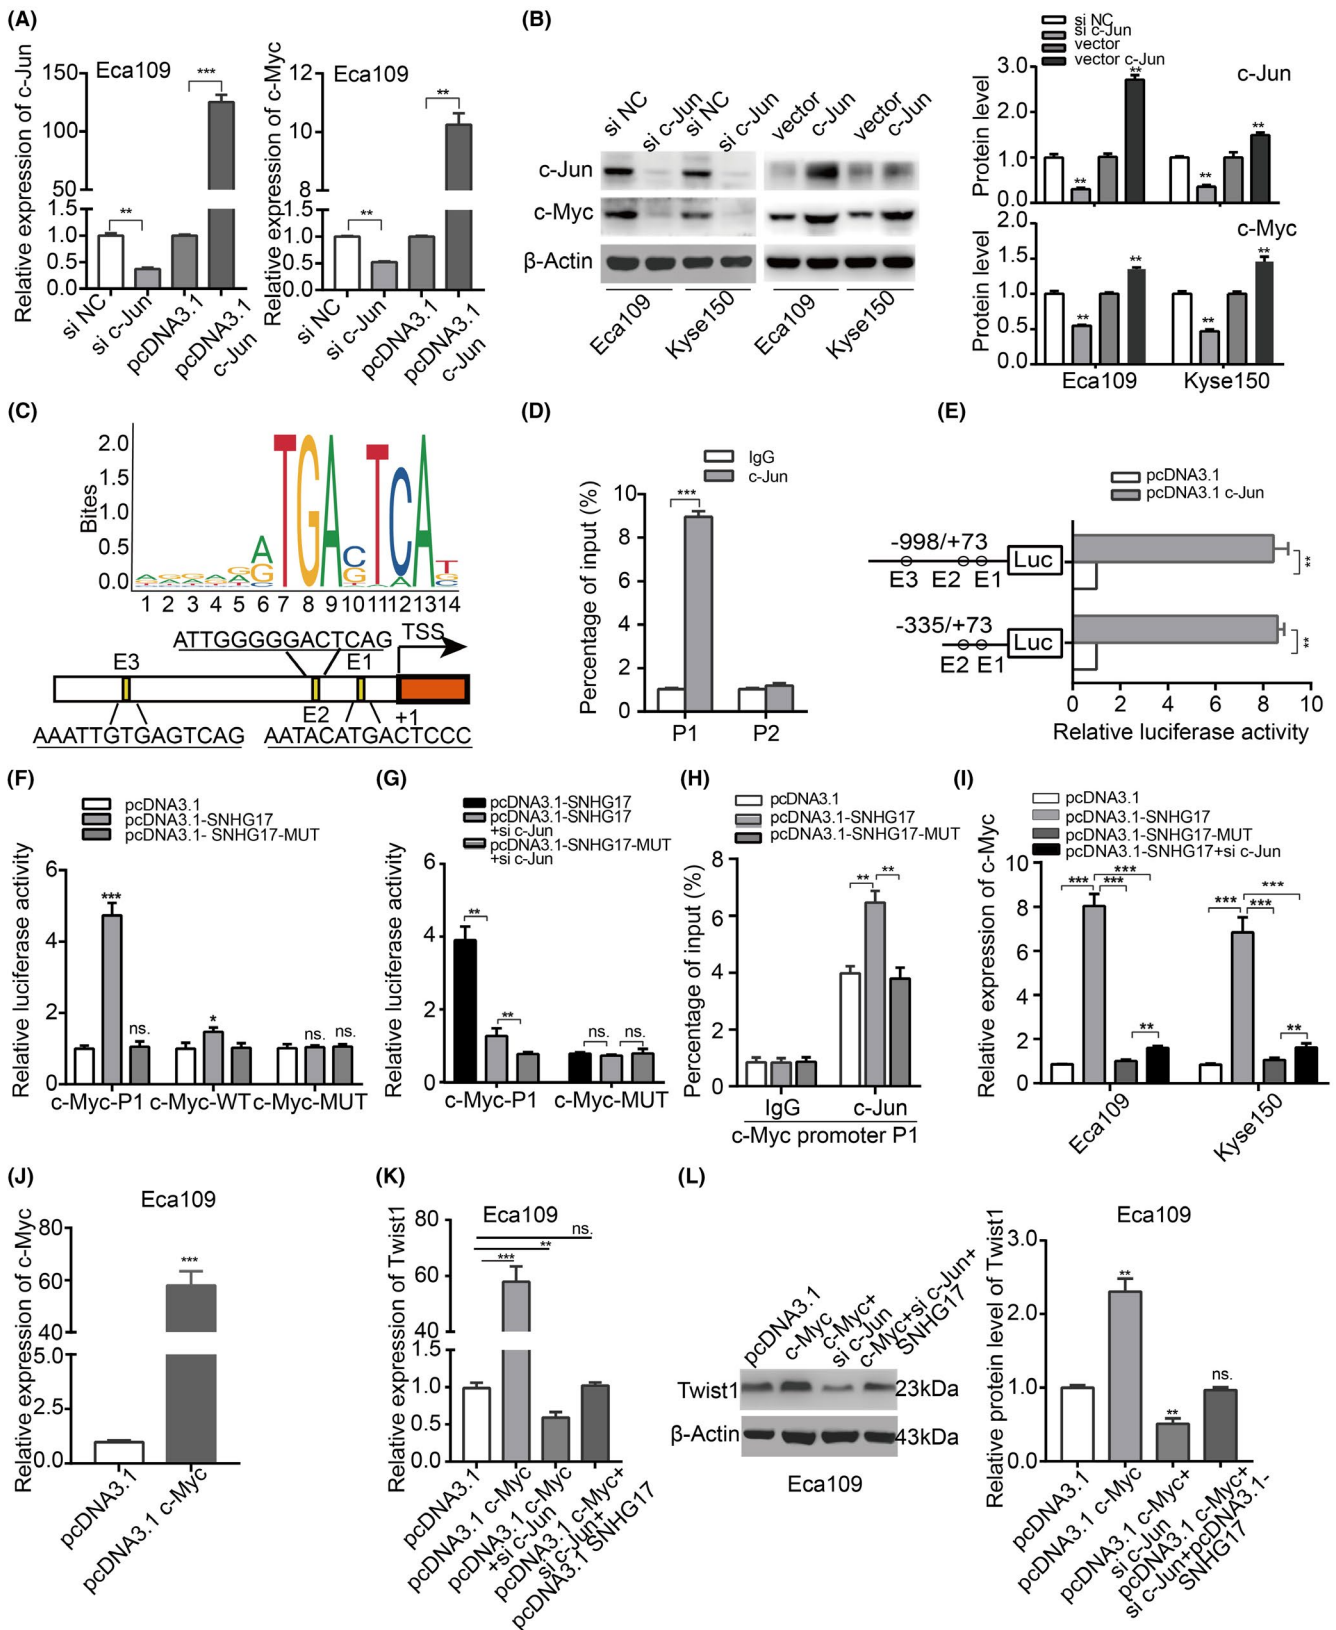 (A)
Eca109
Relative expression of c-Jun
150
100
50
1.5
1.0
0.5
0.0
***
**
si NC
si c-Jun
pcDNA3.1
pcDNA3.1
c-Jun
Eca109
Relative expression of c-Myc
12
10
8
1.5
1.0
0.5
0.0
**
**
si NC
si c-Jun
pcDNA3.1
pcDNA3.1
c-Jun
(B)
si NC
si c-Jun
si NC
si c-Jun
vector
c-Jun
vector
c-Jun
c-Jun
c-Myc
β-Actin
Eca109
Kyse150
Eca109
Kyse150
si NC
si c-Jun
vector
vector c-Jun
c-Jun
Protein level
3.0
1.0
0.0
**
**
**
**
c-Myc
Protein level
2.0
1.5
1.0
0.5
0.0
**
**
**
**
Eca109
Kyse150
(C)
Bites
2.0
1.5
1.0
0.5
0.0
1 2 3 4 5 6 7 8 9 10 11 12 13 14
ATTGGGGGACTCAG
TSS
E3
E1
E2
+1
AAATTGTGAGTCAG
AATACATGACTCCC
(D)
IgG
c-Jun
Percentage of input (%)
10
8
6
4
2
0
***
P1
P2
(E)
pcDNA3.1
pcDNA3.1 c-Jun
-998/+73
Luc
E3 E2 E1
**
-335/+73
Luc
E2 E1
**
0 2 4 6 8 10
Relative luciferase activity
(F)
pcDNA3.1
pcDNA3.1-SNHG17
pcDNA3.1- SNHG17-MUT
Relative luciferase activity
6
4
2
0
***
ns.
*
ns.
ns.
c-Myc-P1
c-Myc-WT
c-Myc-MUT
(G)
pcDNA3.1-SNHG17
pcDNA3.1-SNHG17
+si c-Jun
pcDNA3.1-SNHG17-MUT
+si c-Jun
Relative luciferase activity
6
4
2
0
**
**
ns.
ns.
c-Myc-P1
c-Myc-MUT
(H)
pcDNA3.1
pcDNA3.1-SNHG17
pcDNA3.1-SNHG17-MUT
Percentage of input (%)
8
6
4
2
0
**
**
IgG
c-Jun
c-Myc promoter P1
(I)
pcDNA3.1
pcDNA3.1-SNHG17
pcDNA3.1-SNHG17-MUT
pcDNA3.1-SNHG17+si c-Jun
Relative expression of c-Myc
10
8
6
4
2
0
***
***
***
**
***
***
***
**
Eca109
Kyse150
(J)
Eca109
Relative expression of c-Myc
80
60
40
5.0
2.5
0.0
***
pcDNA3.1
pcDNA3.1 c-Myc
(K)
Eca109
Relative expression of Twist1
80
60
40
1.5
1.0
0.5
0.0
ns.
**
***
pcDNA3.1
pcDNA3.1 c-Myc
pcDNA3.1 c-Myc
+si c-Jun
pcDNA3.1 c-Myc+
si c-Jun+
pcDNA3.1 SNHG17
(L)
pcDNA3.1
c-Myc
c-Myc+
si c-Jun
c-Myc+si c-Jun+
SNHG17
Twist1
23kDa
β-Actin
43kDa
Eca109
Eca109
Relative protein level of Twist1
3.0
2.0
1.0
0.0
**
**
ns.
pcDNA3.1
pcDNA3.1 c-Myc
pcDNA3.1 c-Myc+
si c-Jun
pcDNA3.1 c-Myc+
si c-Jun+pcDNA3.1-
SNHG17